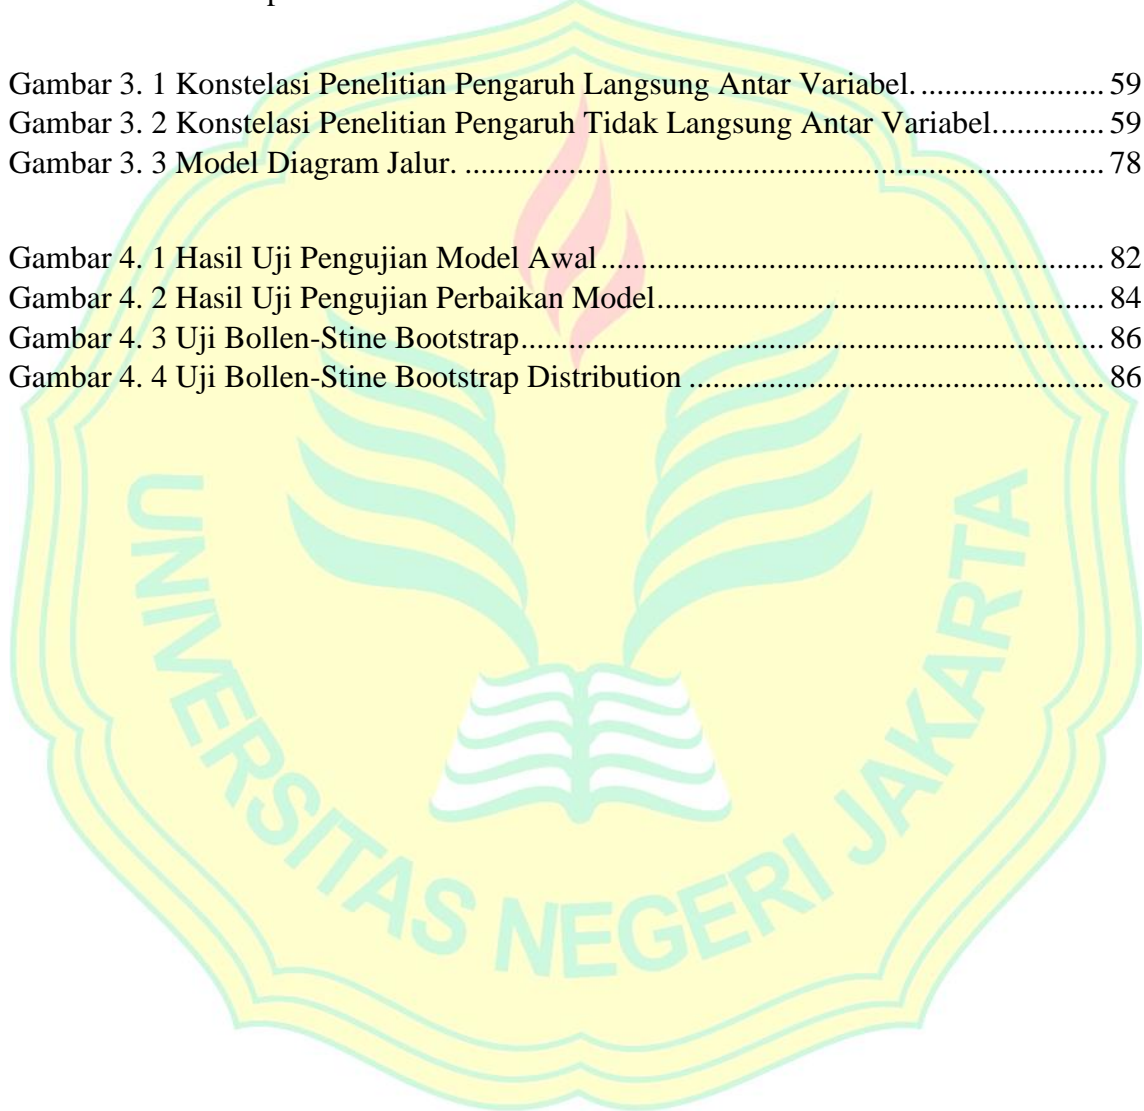 Gambar 3. 1 Konstelasi Penelitian Pengaruh Langsung Antar Variabel. ....................... 59
Gambar 3. 2 Konstelasi Penelitian Pengaruh Tidak Langsung Antar Variabel.............. 59
Gambar 3. 3 Model Diagram Jalur. ................................................................................ 78
Gambar 4. 1 Hasil Uji Pengujian Model Awal............................................................... 82
Gambar 4. 2 Hasil Uji Pengujian Perbaikan Model........................................................ 84
Gambar 4. 3 Uji Bollen-Stine Bootstrap......................................................................... 86
Gambar 4. 4 Uji Bollen-Stine Bootstrap Distribution .................................................... 86
UNIVERSITAS NEGERI JAKARTA